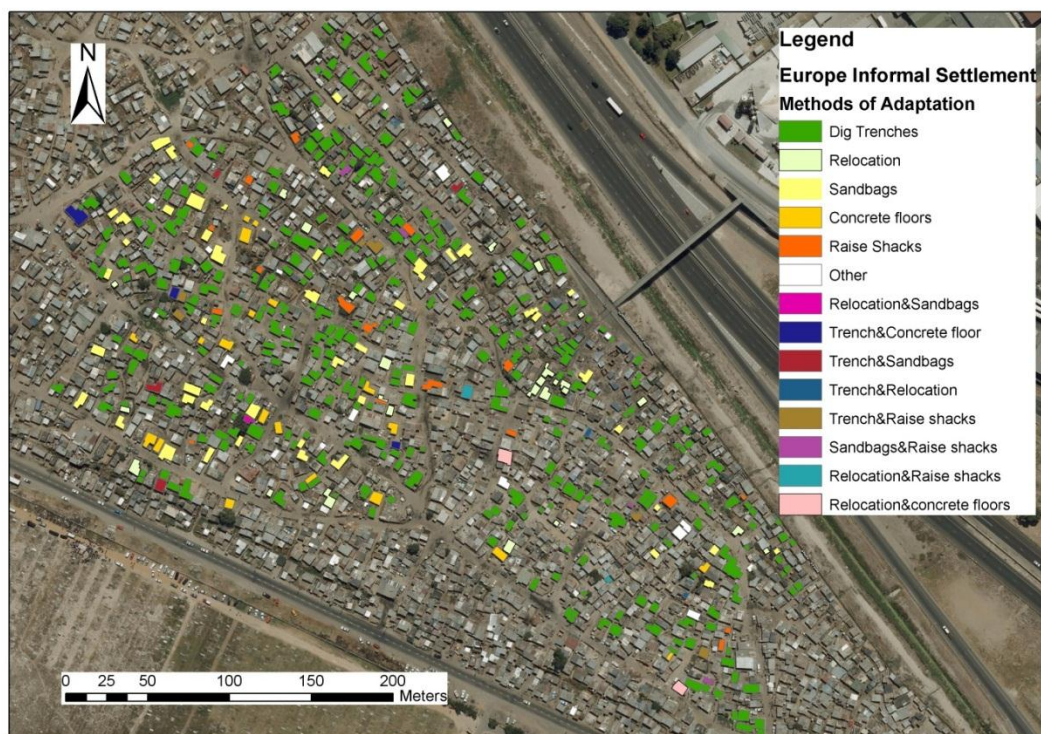 N
Legend
Europe Informal Settlement
Methods of Adaptation
Dig Trenches
Relocation
Sandbags
Concrete floors
Raise Shacks
Other
Relocation&Sandbags
Trench&Concrete floor
Trench&Sandbags
Trench&Relocation
Trench&Raise shacks
Sandbags&Raise shacks
Relocation&Raise shacks
Relocation&concrete floors
0 25 50 100 150 200
Meters